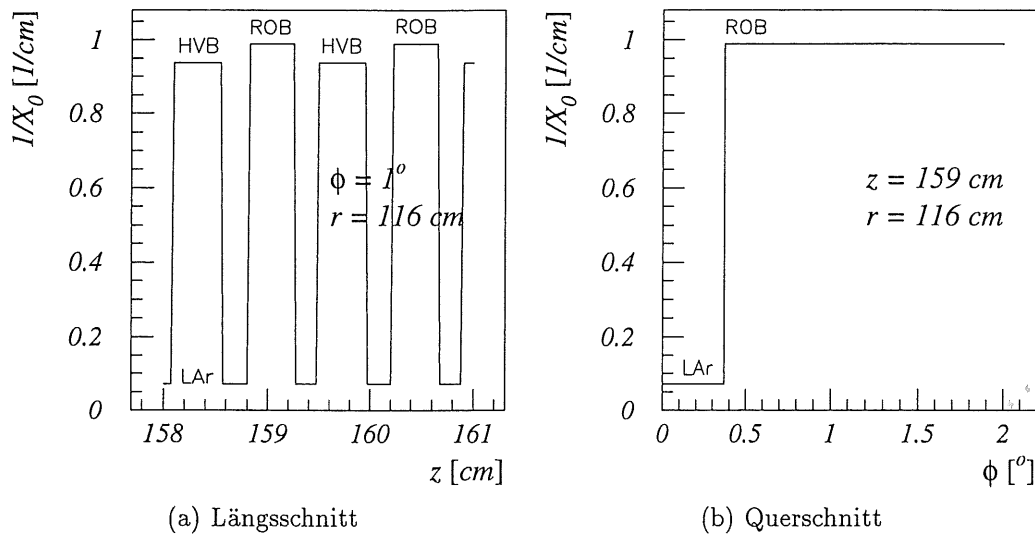 1/X_0 [1/cm]
1
0.8
0.6
0.4
0.2
0
HVB
ROB
HVB
ROB
LAr
ϕ = 1°
r = 116 cm
158
159
160
161
z [cm]
(a) Längsschnitt
1/X_0 [1/cm]
1
0.8
0.6
0.4
0.2
0
ROB
LAr
z = 159 cm
r = 116 cm
0
0.5
1
1.5
2
ϕ [°]
(b) Querschnitt